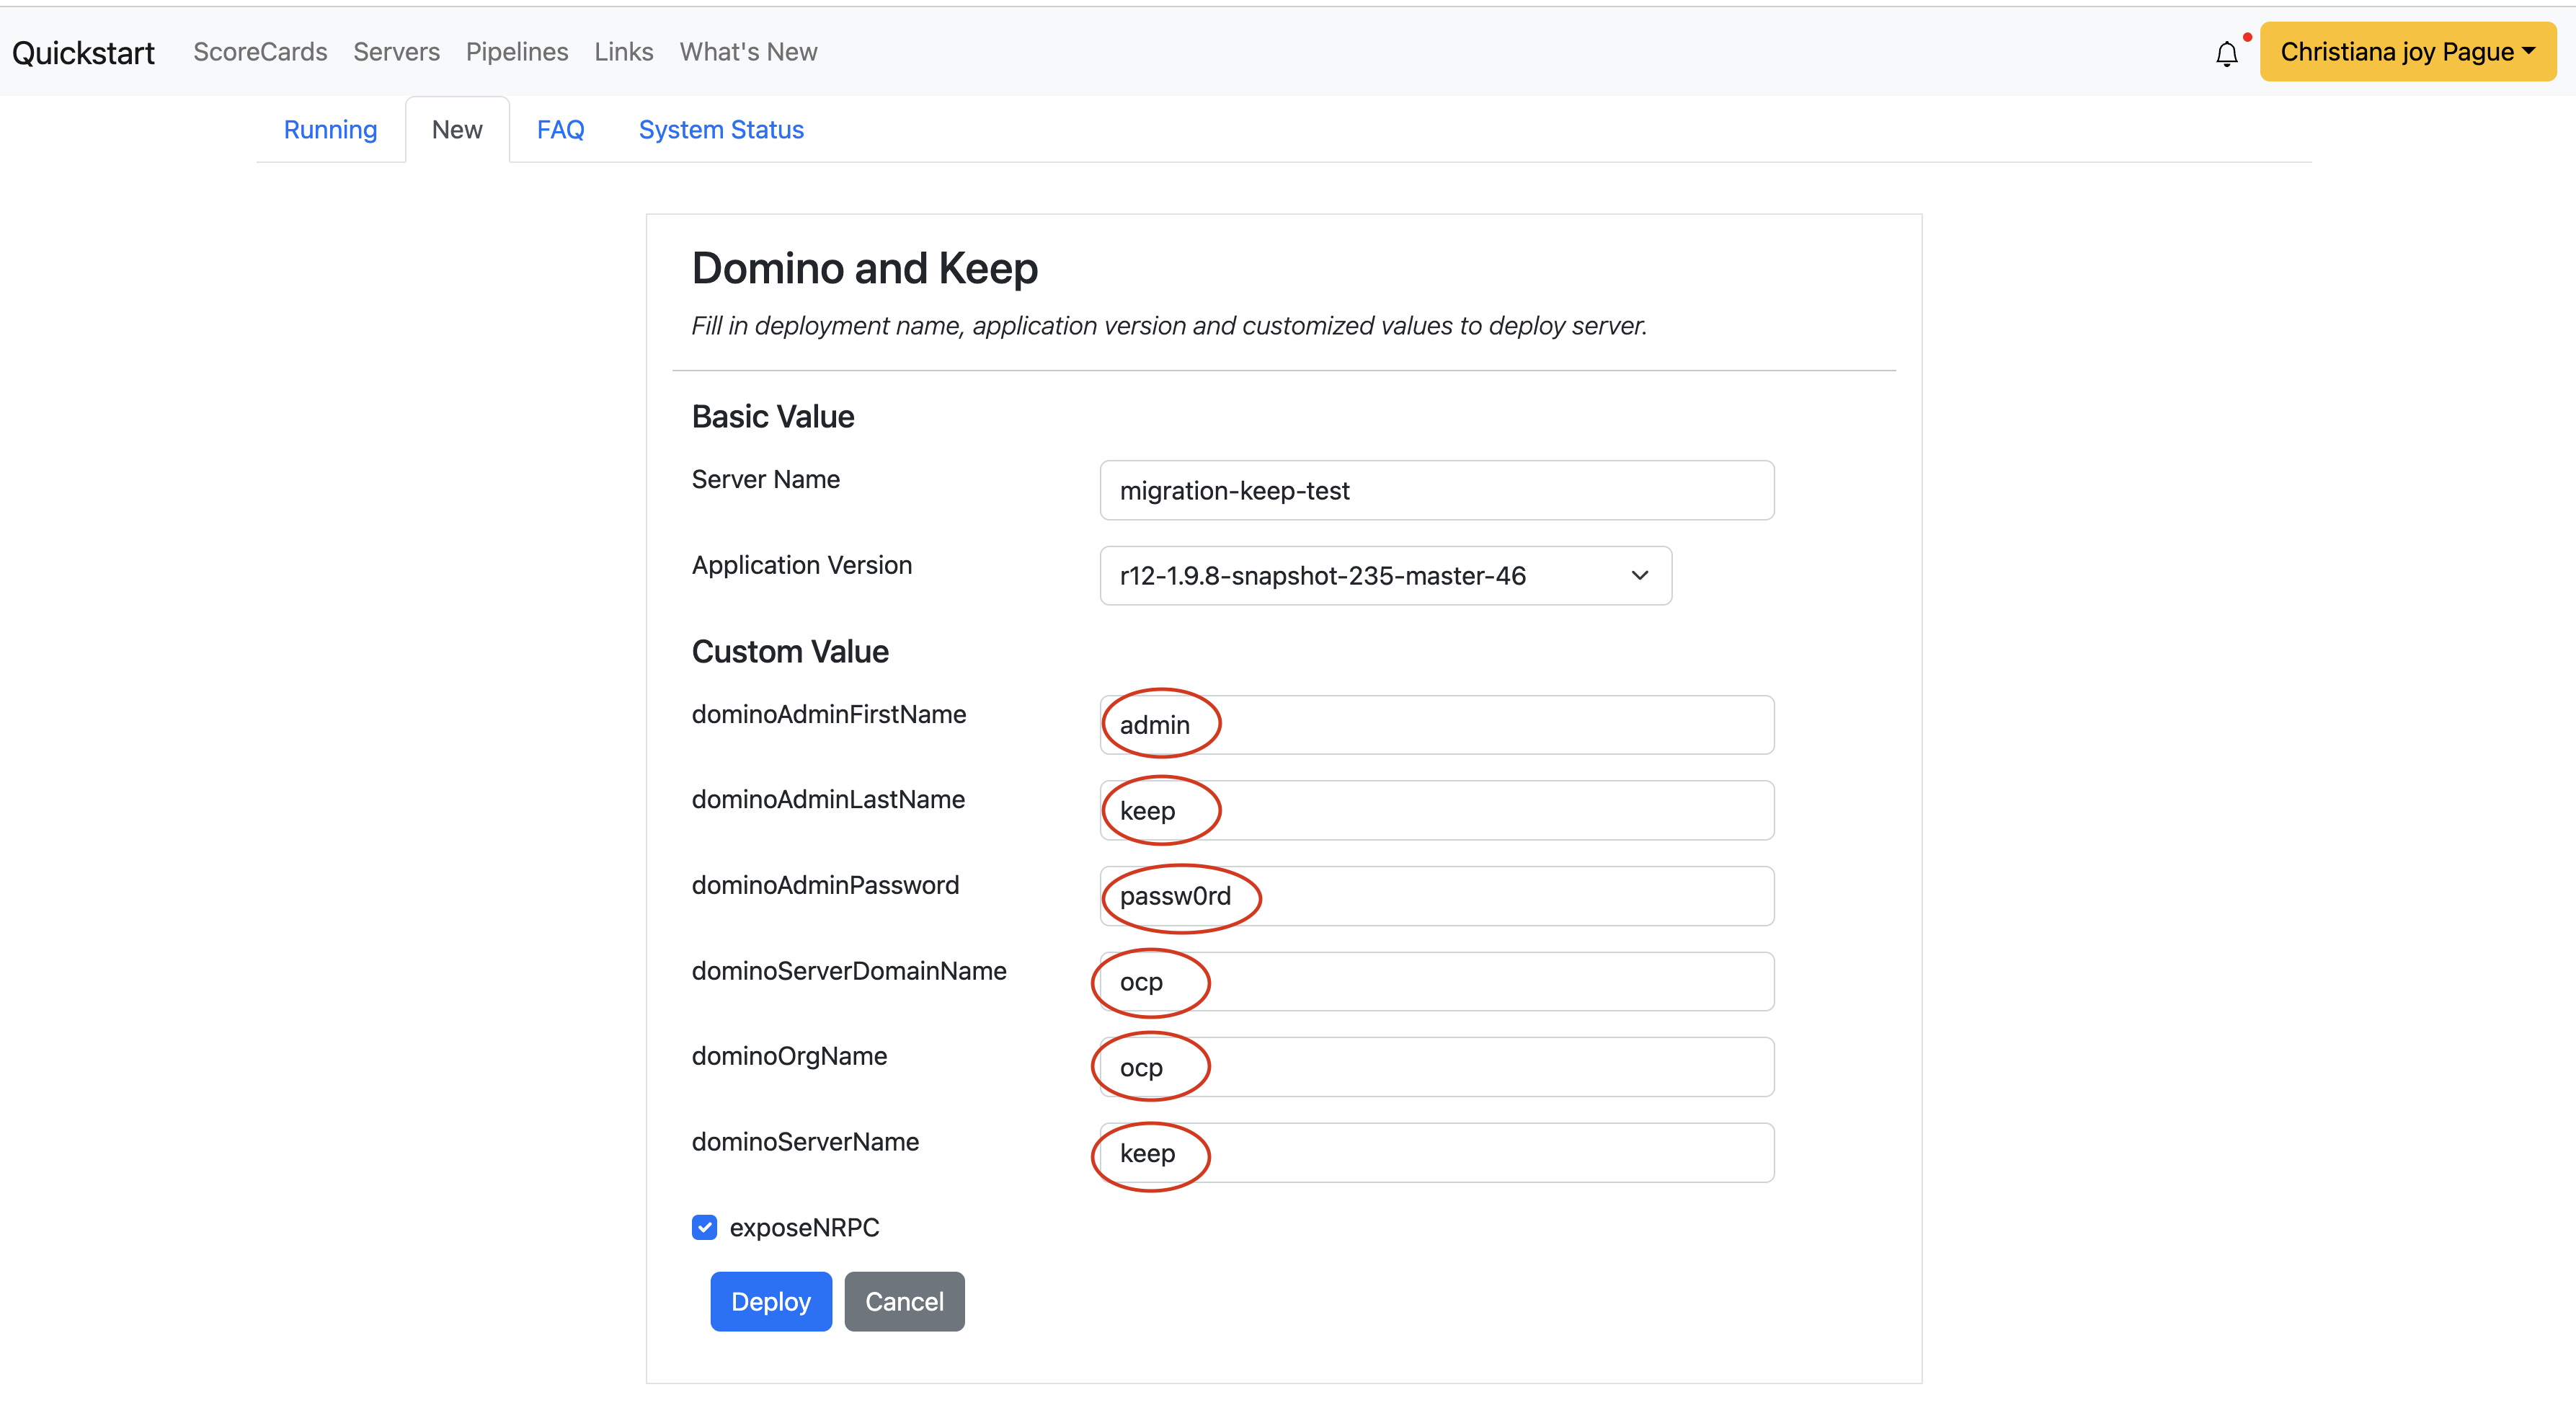 Quickstart ScoreCards Servers Pipelines Links What's New Christiana joy Pague
Running New FAQ System Status
Domino and Keep
Fill in deployment name, application version and customized values to deploy server.
Basic Value
Server Name migration-keep-test
Application Version r12-1.9.8-snapshot-235-master-46
Custom Value
dominoAdminFirstName admin
dominoAdminLastName keep
dominoAdminPassword passw0rd
dominoServerDomainName ocp
dominoOrgName ocp
dominoServerName keep
exposeNRPC
Deploy Cancel